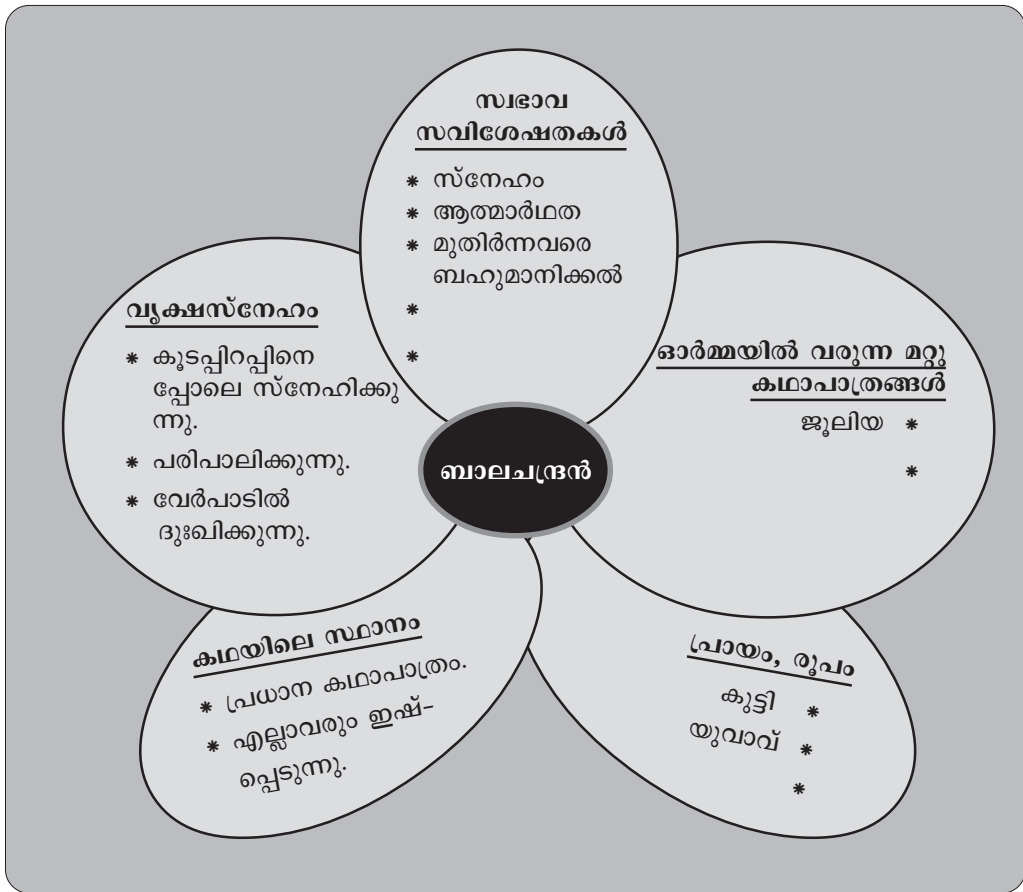 സ്വഭാവ
സവിശേഷതകൾ
* സ്നേഹം
* ആത്മാർഥത
* മുതിർന്നവരെ
ബഹുമാനിക്കൽ
*
*
വൃക്ഷസ്നേഹം
* കൂടപ്പിറപ്പിനെ
പ്പോലെ സ്നേഹിക്കു
ന്നു.
* പരിപാലിക്കുന്നു.
* വേർപാടിൽ
ദുഃഖിക്കുന്നു.
ഓർമ്മയിൽ വരുന്ന മറ്റു
കഥാപാത്രങ്ങൾ
ജൂലിയ *
*
ബാലചന്ദ്രൻ
കഥയിലെ സ്ഥാനം
* പ്രധാന കഥാപാത്രം.
* എല്ലാവരും ഇഷ്-
പ്പെടുന്നു.
പ്രായം, രൂപം
കുട്ടി *
യുവാവ് *
*